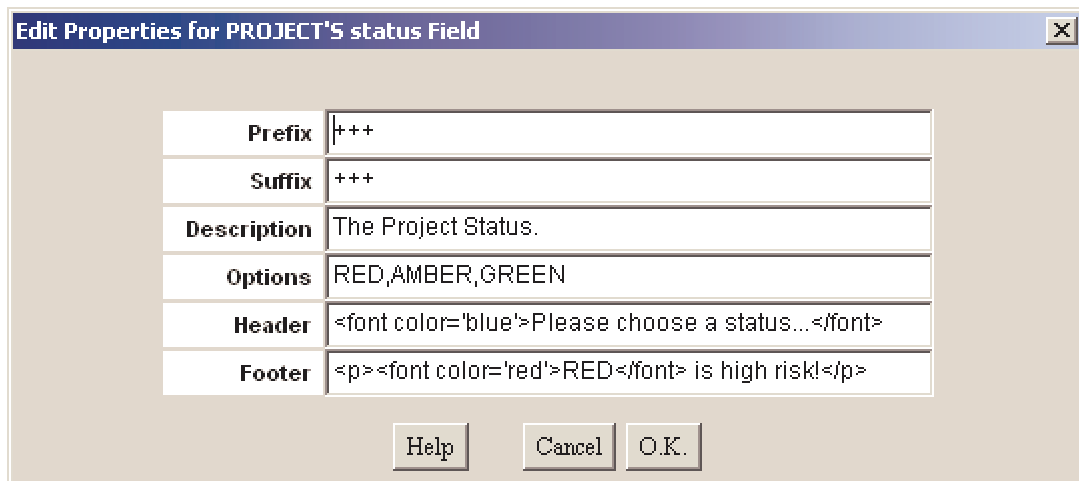 Edit Properties for PROJECT'S status Field
Prefix +++
Suffix +++
Description The Project Status.
Options RED,AMBER,GREEN
Header <font color='blue'>Please choose a status...</font>
Footer <p><font color='red'>RED</font> is high risk!</p>
Help Cancel O.K.